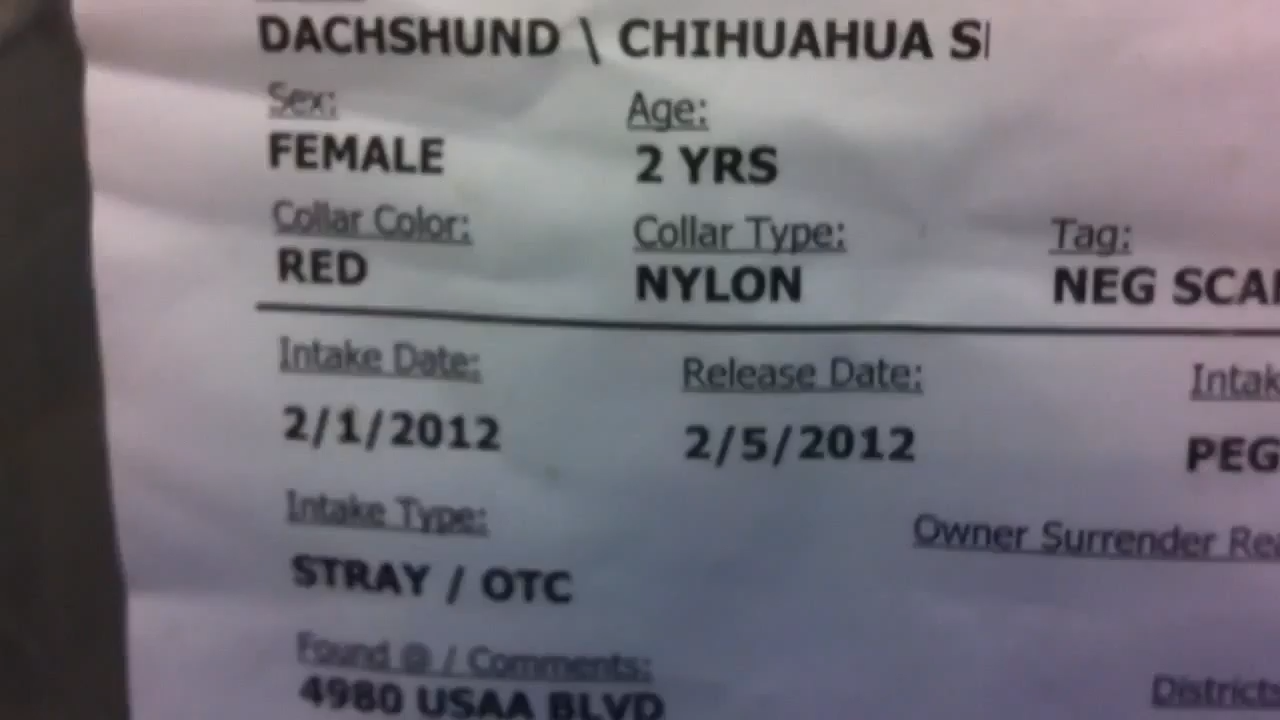 DACHSHUND \ CHIHUAHUA
Sex: Age:
FEMALE 2 YRS
Collar Color: Collar Type: Tag:
RED NYLON NEG
Intake Date: Release Date:
2/1/2012 2/5/2012
Intake Type: Owner Surrender
STRAY / OTC
Found @ / Comments:
4980 USAA BLVD
Districts